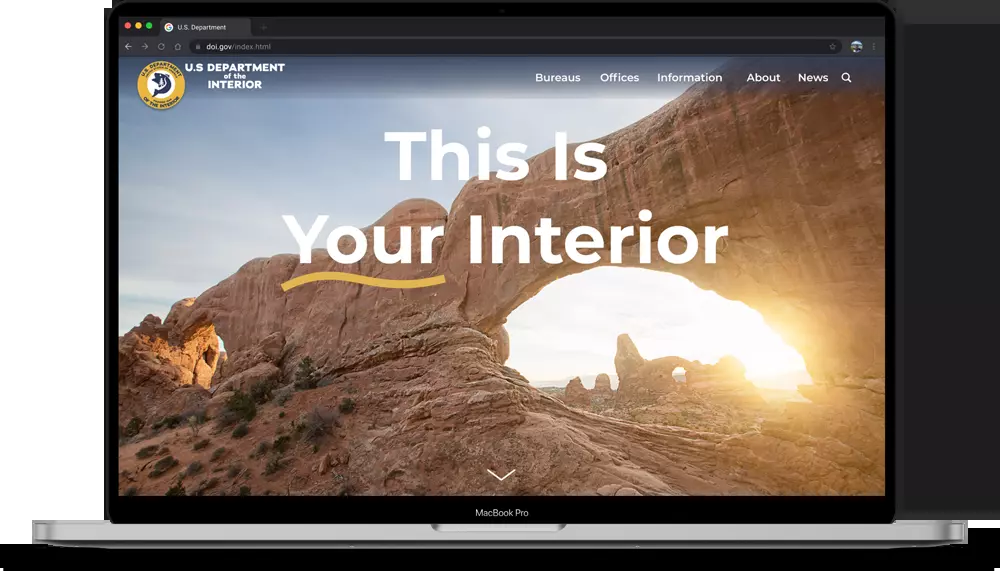 U.S. Department
doi.gov/index.html
U.S. DEPARTMENT
OF THE INTERIOR
U.S DEPARTMENT
of the
INTERIOR
Bureaus Offices Information About News
This Is
Your Interior
MacBook Pro